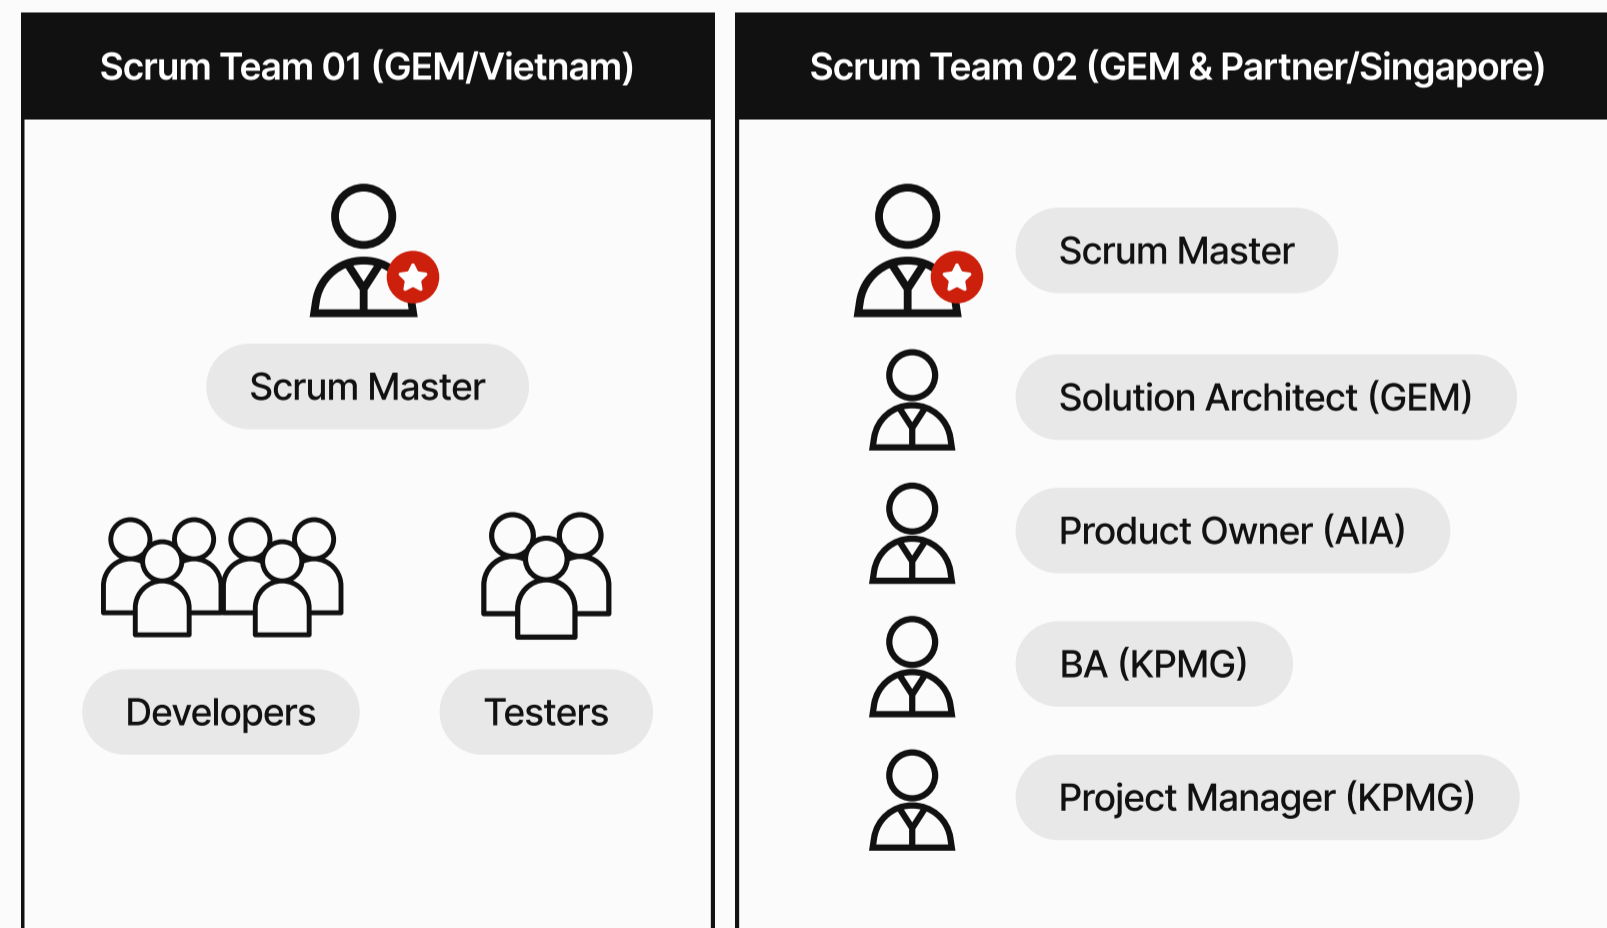 Scrum Team 01 (GEM/Vietnam)
Scrum Master
Developers
Testers
Scrum Team 02 (GEM & Partner/Singapore)
Scrum Master
Solution Architect (GEM)
Product Owner (AIA)
BA (KPMG)
Project Manager (KPMG)